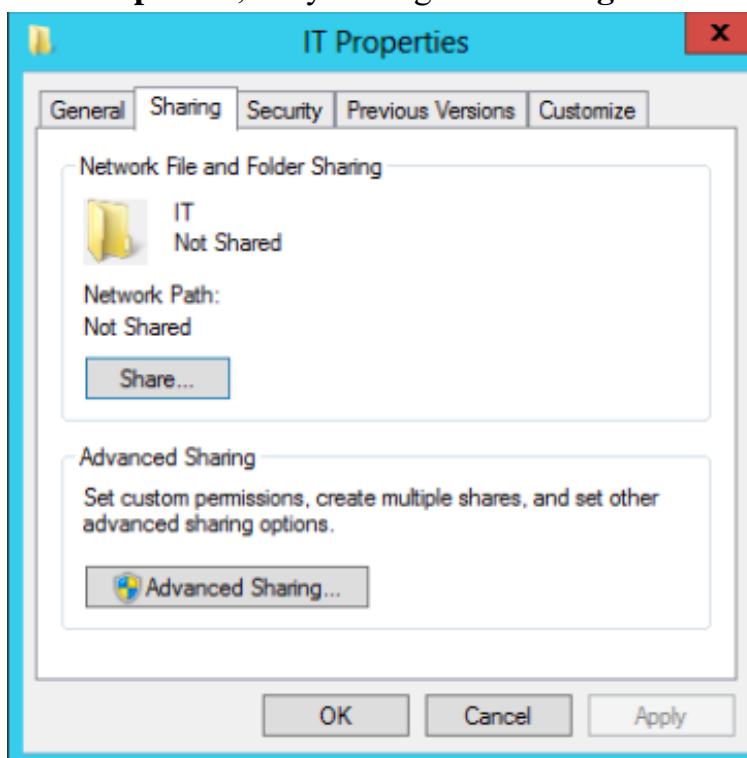 IT Properties
x
General Sharing Security Previous Versions Customize
Network File and Folder Sharing
IT
Not Shared
Network Path:
Not Shared
Share...
Advanced Sharing
Set custom permissions, create multiple shares, and set other
advanced sharing options.
Advanced Sharing...
OK Cancel Apply